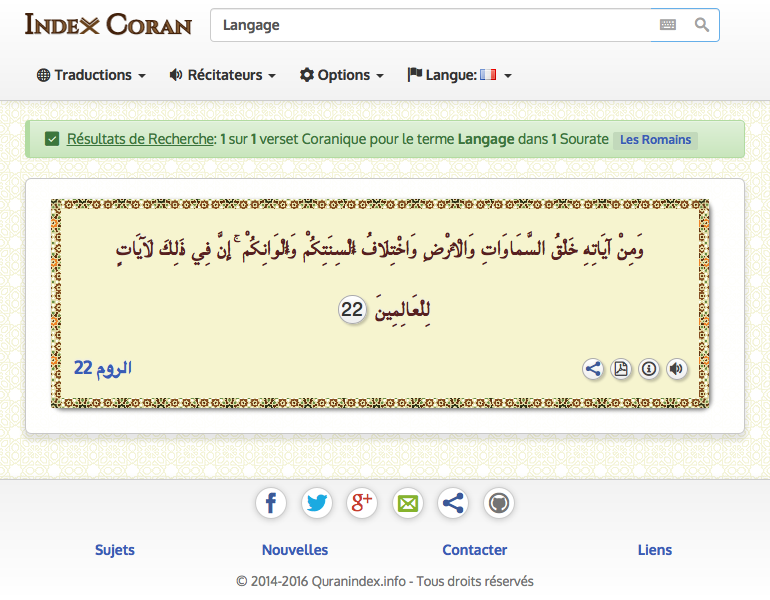 Index Coran
Langage
Traductions Récitateurs Options Langue:
Résultats de Recherche: 1 sur 1 verset Coranique pour le terme Langage dans 1 Sourate Les Romains
وَمِنْ آيَاتِهِ خَلْقُ السَّمَاوَاتِ وَالْأَرْضِ وَاخْتِلَافُ أَلْسِنَتِكُمْ وَأَلْوَانِكُمْ ۚ إِنَّ فِي ذَٰلِكَ لَآيَاتٍ
لِلْعَالِمِينَ 22
الروم 22
Sujets Nouvelles Contacter Liens
© 2014-2016 Quranindex.info - Tous droits réservés